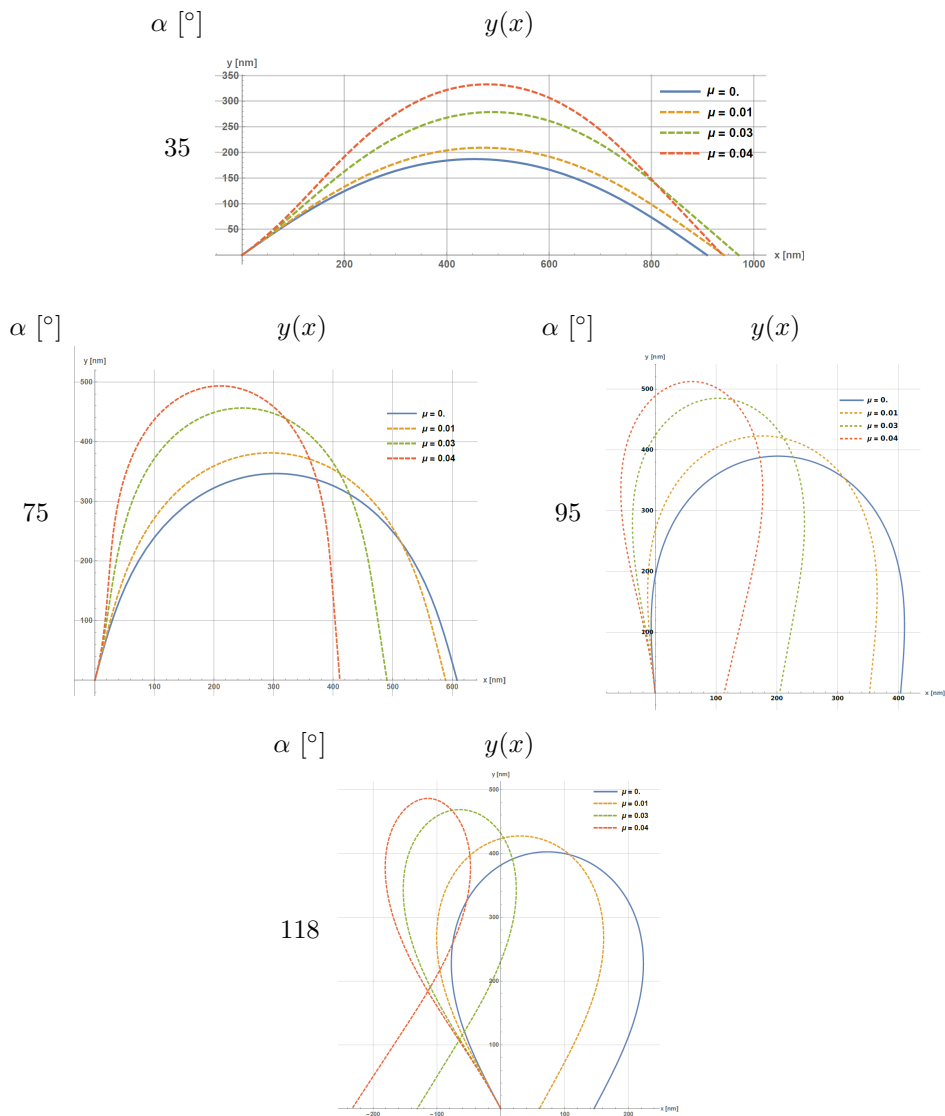 α [°] y(x)
y [nm]
350
300
250
200
150
100
50
200 400 600 800 1000
x [nm]
μ = 0.
μ = 0.01
μ = 0.03
μ = 0.04
35
α [°] y(x)
y [nm]
500
400
300
200
100
100 200 300 400 500 600
x [nm]
μ = 0.
μ = 0.01
μ = 0.03
μ = 0.04
75
α [°] y(x)
y [nm]
500
400
300
200
100
100 200 300 400
x [nm]
μ = 0.
μ = 0.01
μ = 0.03
μ = 0.04
95
α [°] y(x)
y [nm]
500
400
300
200
100
-200 -100 100 200
x [nm]
μ = 0.
μ = 0.01
μ = 0.03
μ = 0.04
118